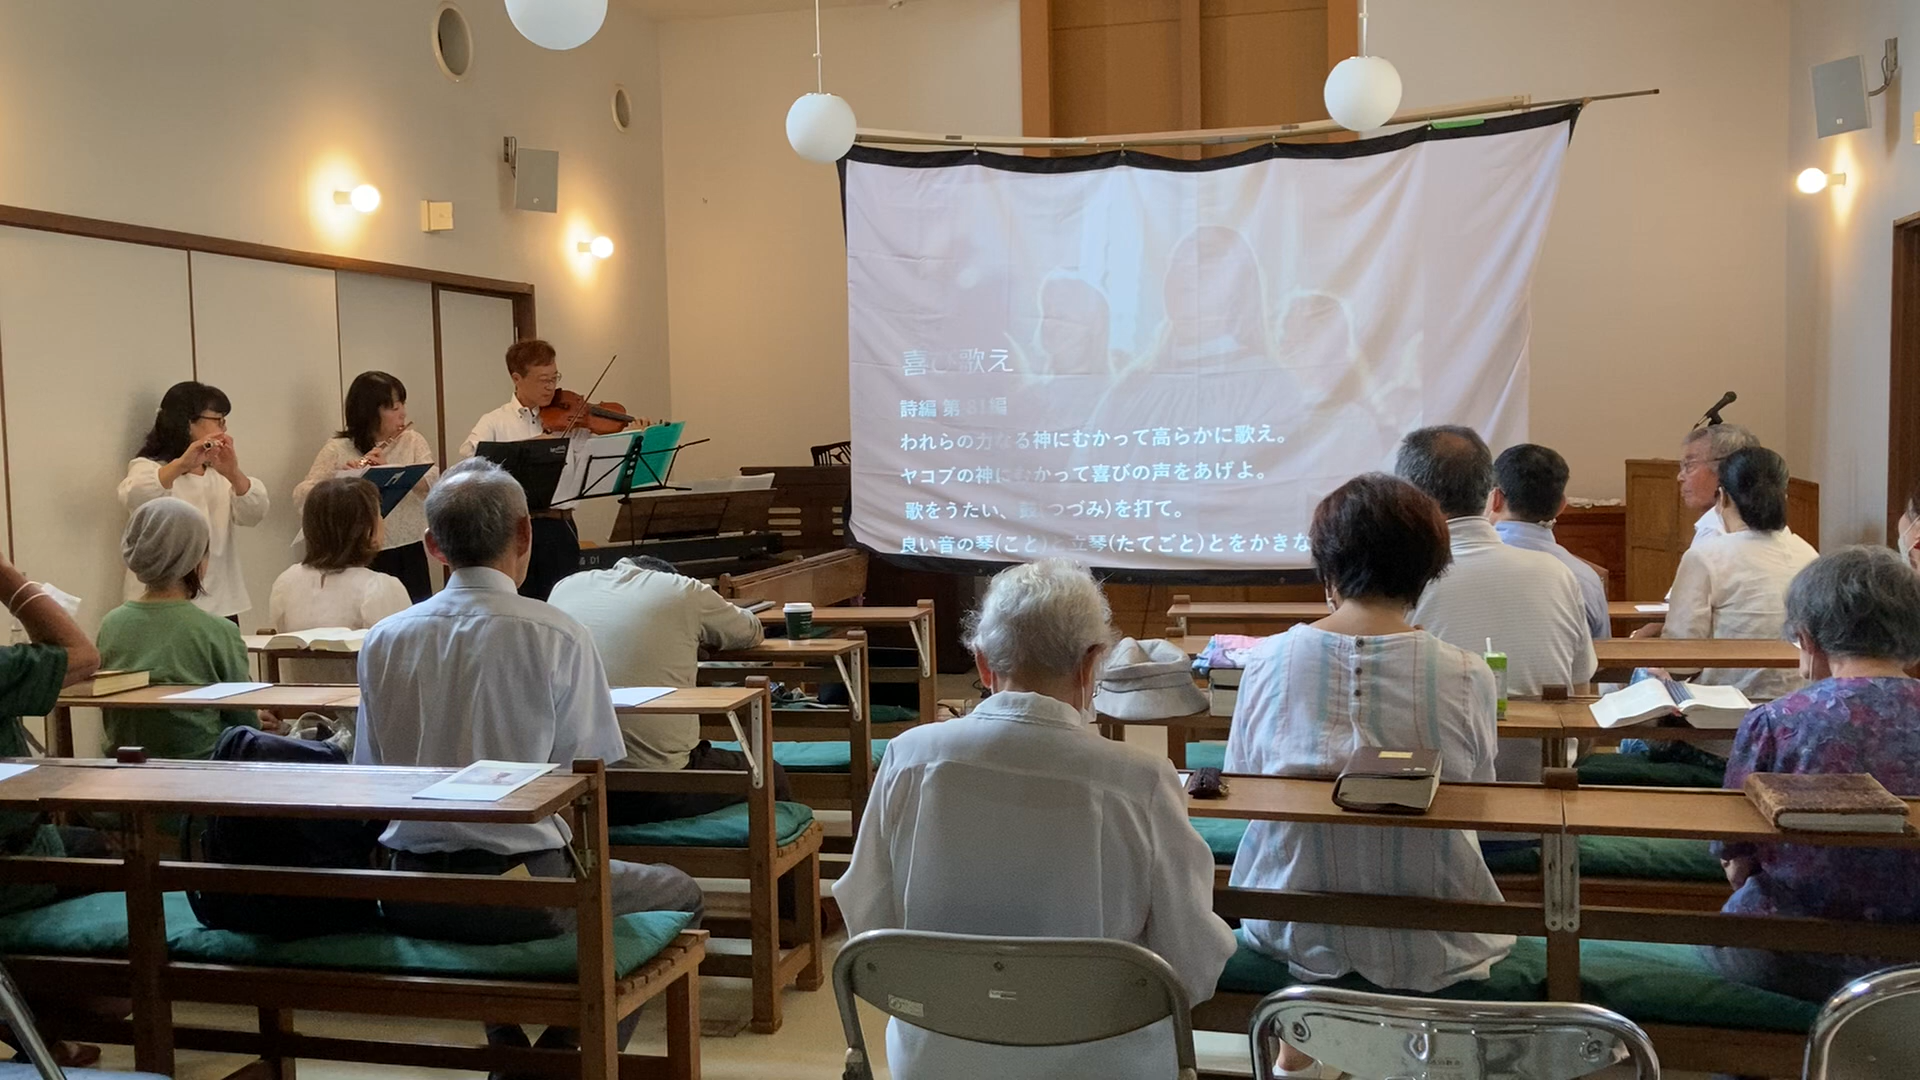 喜び歌え
詩編 第 81編
われらの力なる神にむかって高らかに歌え。
ヤコブの神にむかって喜びの声をあげよ。
歌をうたい、鼓(つづみ)を打て。
良い音の琴(こと)と立琴(たてごと)とをかきな